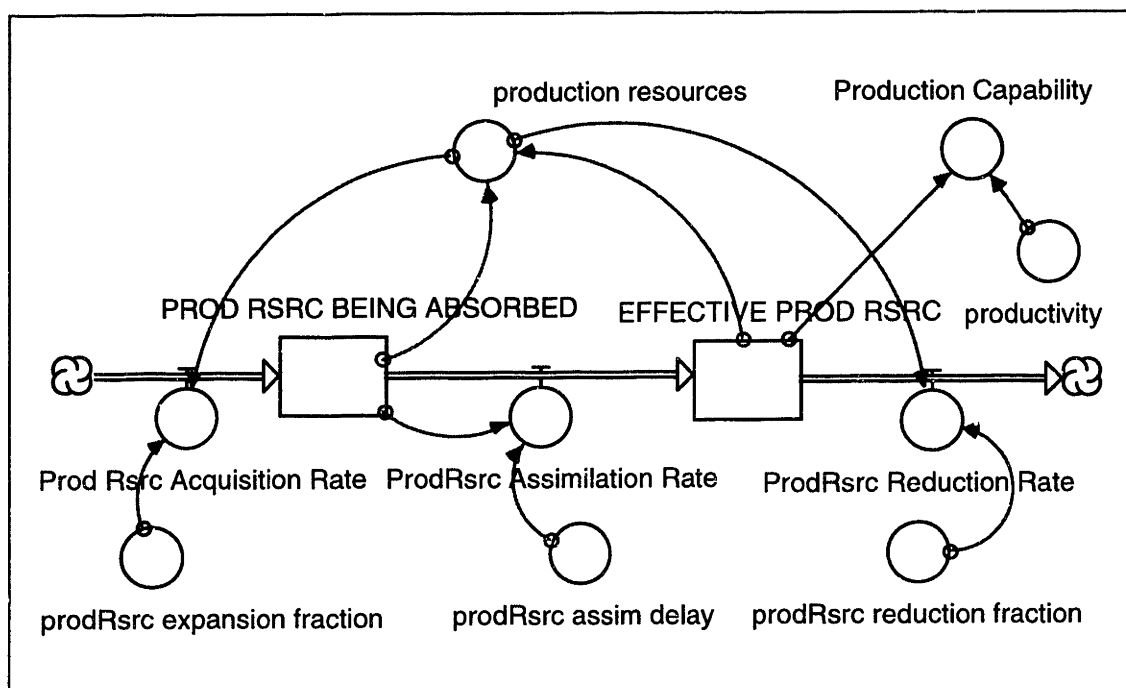 production resources
Production Capability
PROD RSRC BEING ABSORBED
EFFECTIVE PROD RSRC
productivity
Prod Rsrc Acquisition Rate
ProdRsrc Assimilation Rate
ProdRsrc Reduction Rate
prodRsrc expansion fraction
prodRsrc assim delay
prodRsrc reduction fraction